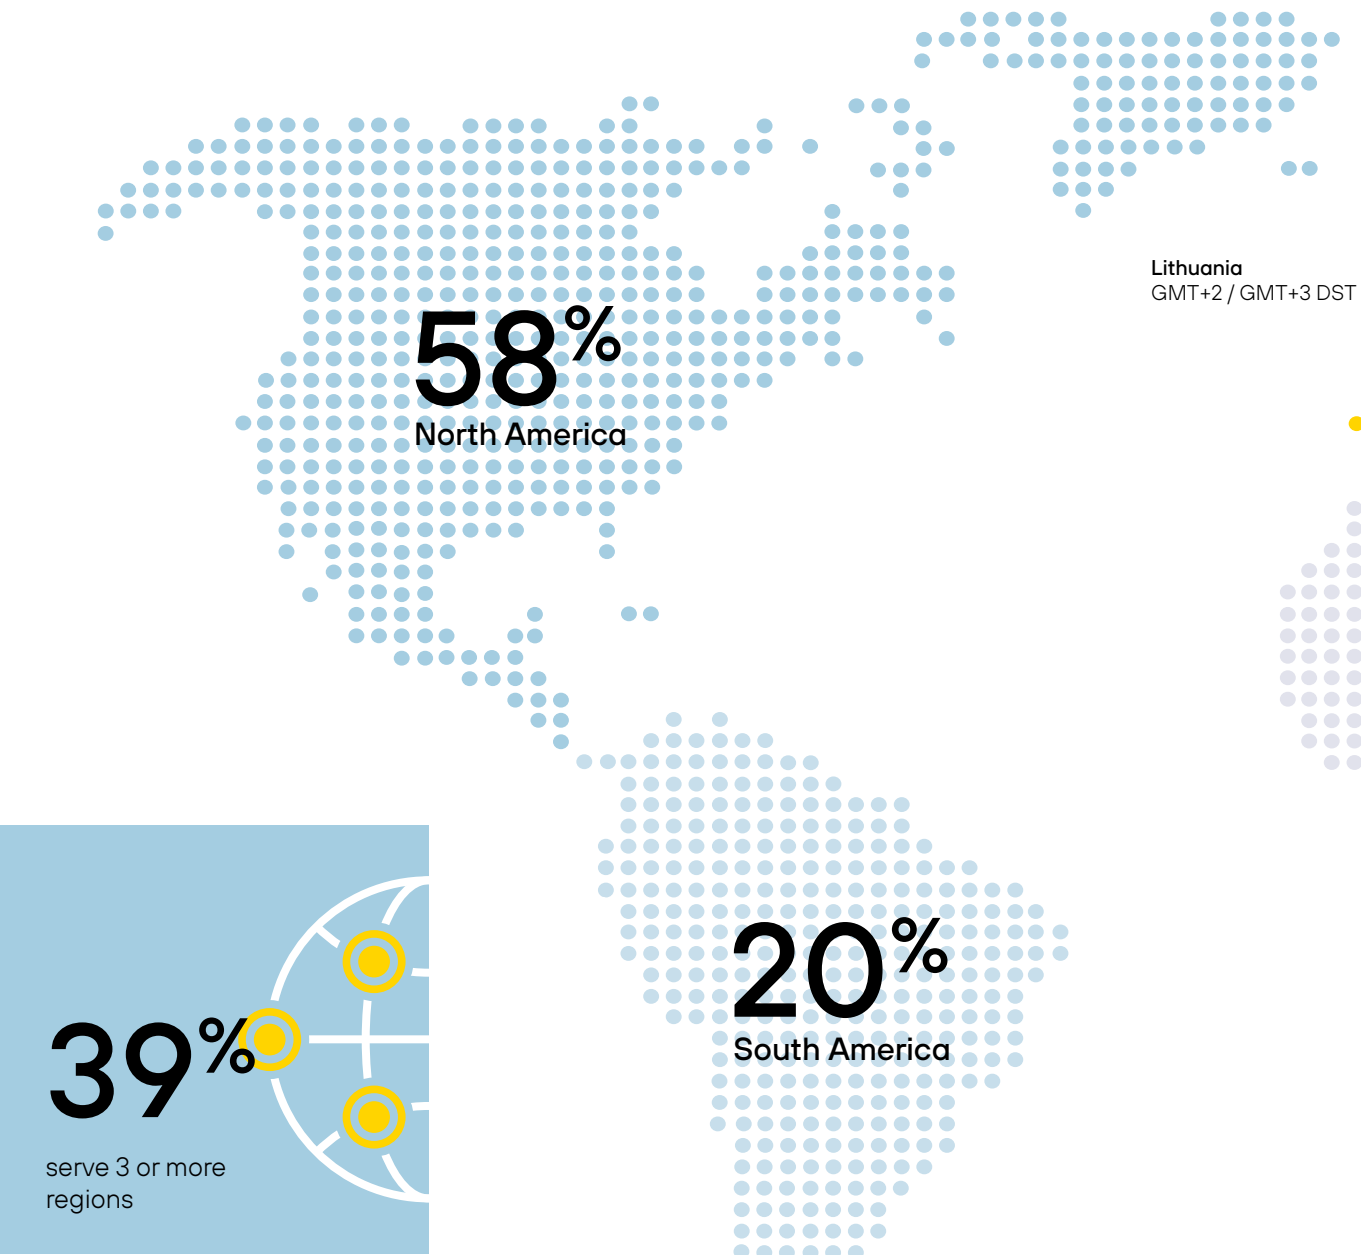 Lithuania
GMT+2 / GMT+3 DST
58%
North America
20%
South America
39%
serve 3 or more
regions